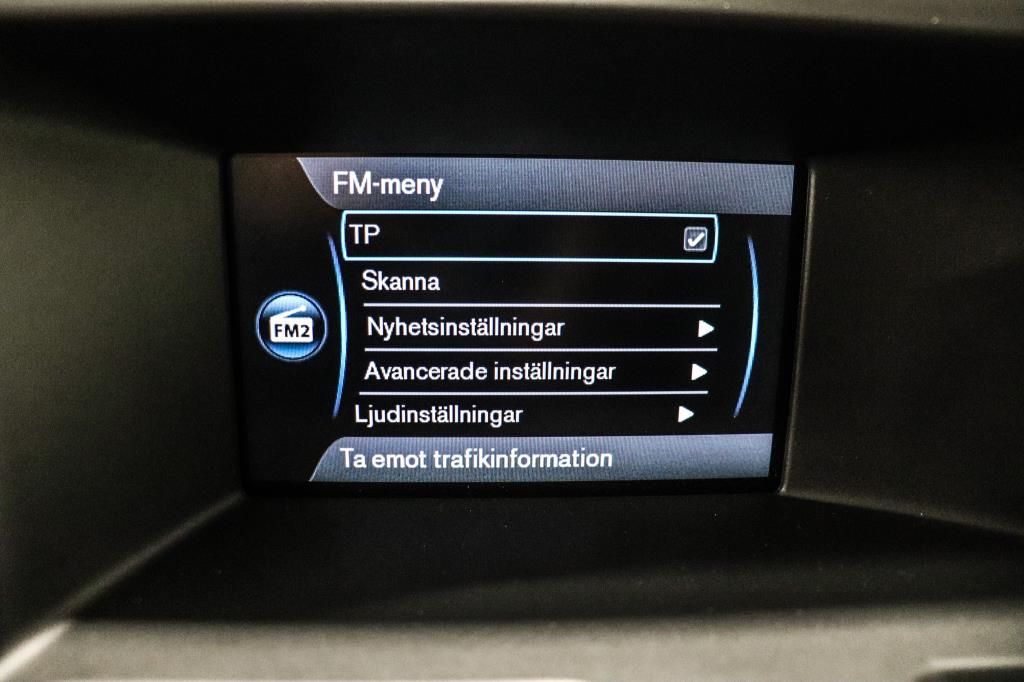 FM-meny
TP
Skanna
FM2
Nyhetsinställningar
Avancerade inställningar
Ljudinställningar
Ta emot trafikinformation